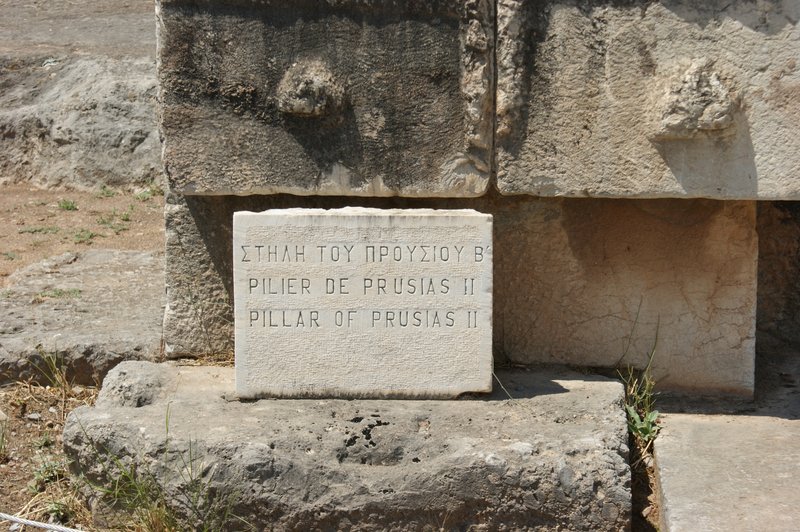 ΣΤΗΛΗ ΤΟΥ ΠΡΟΥΣΙΟΥ Β'
PILIER DE PRUSIAS II
PILLAR OF PRUSIAS II